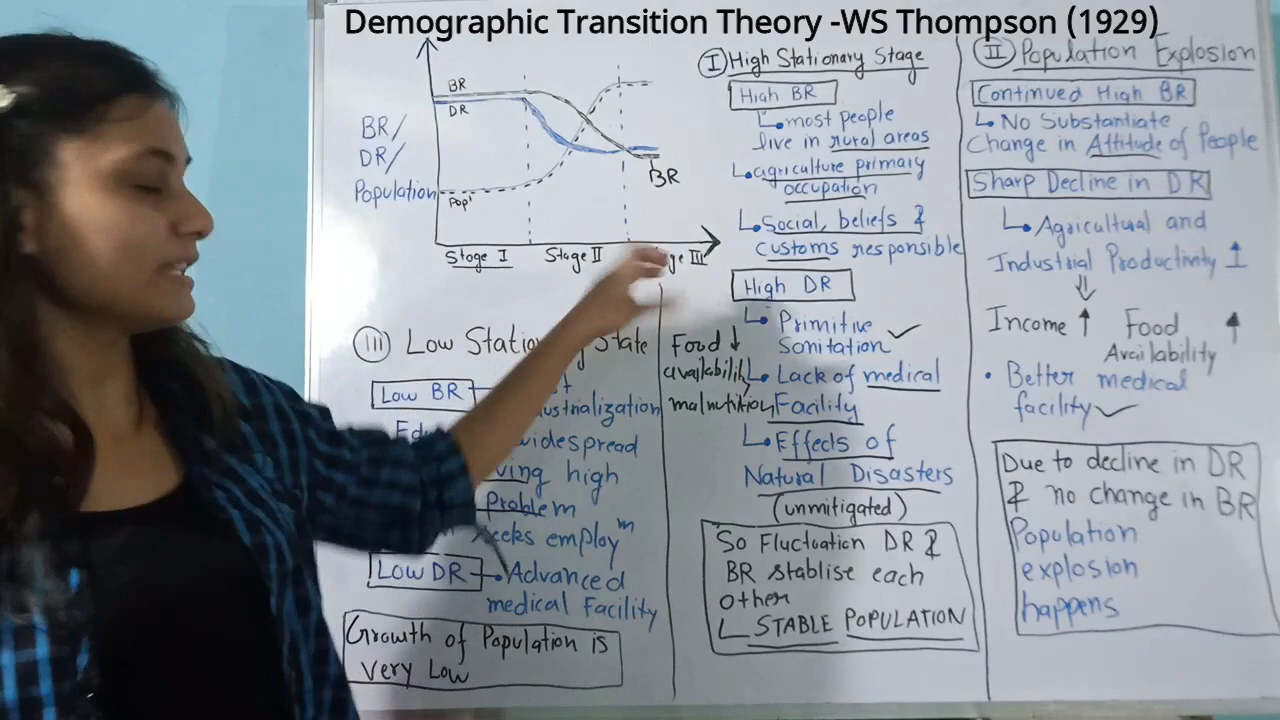 Demographic Transition Theory -WS Thompson (1929)
BR
DR
BR/
DR/
Population
Popⁿ
BR
Stage I
Stage II
III
I High Stationary Stage
High BR
most people
live in rural areas
agriculture primary
occupation
Social, beliefs &
customs responsible
High DR
Primitive
Sanitation
Food ↓
availability
malnutrition
Lack of medical
Facility
Effects of
Natural Disasters
(unmitigated)
So Fluctuation DR &
BR stablise each
other
STABLE POPULATION
II Population Explosion
Continued High BR
No Substantiate
Change in Attitude of People
Sharp Decline in DR
Agricultural and
Industrial Productivity ↑
Income ↑ Food ↑
Availability
• Better medical
facility
Due to decline in DR
& no change in BR
Population
explosion
happens
III Low State
Low BR
widespread
high
Problem
employᵐ
Low DR • Advanced
medical Facility
Growth of Population is
Very Low